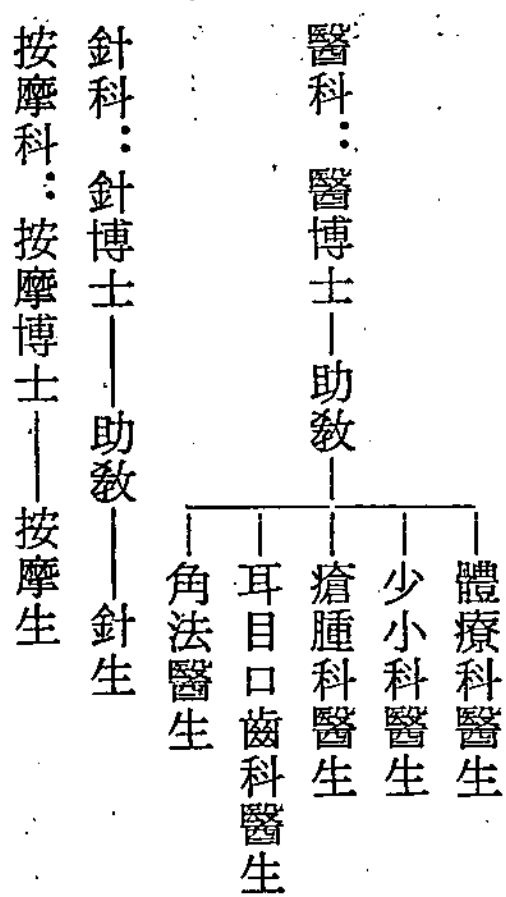 醫科：醫博士—助教
體療科醫生
少小科醫生
瘡腫科醫生
耳目口齒科醫生
角法醫生
針科：針博士—助教—針生
按摩科：按摩博士—按摩生